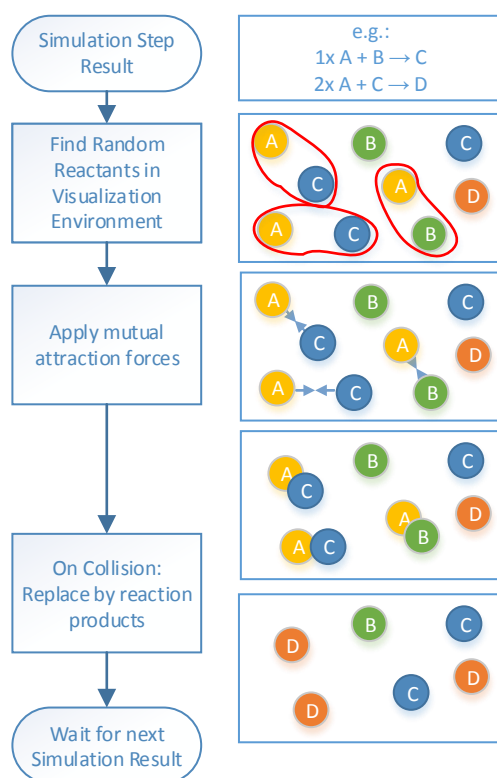 Simulation Step
Result
e.g.:
1x A + B → C
2x A + C → D
Find Random
Reactants in
Visualization
Environment
A
B
C
C
A
D
A
C
B
Apply mutual
attraction forces
A
B
C
C
A
D
A
C
B
A
B
C
C
A
D
B
A
C
On Collision:
Replace by reaction
products
B
C
D
C
D
D
Wait for next
Simulation Result